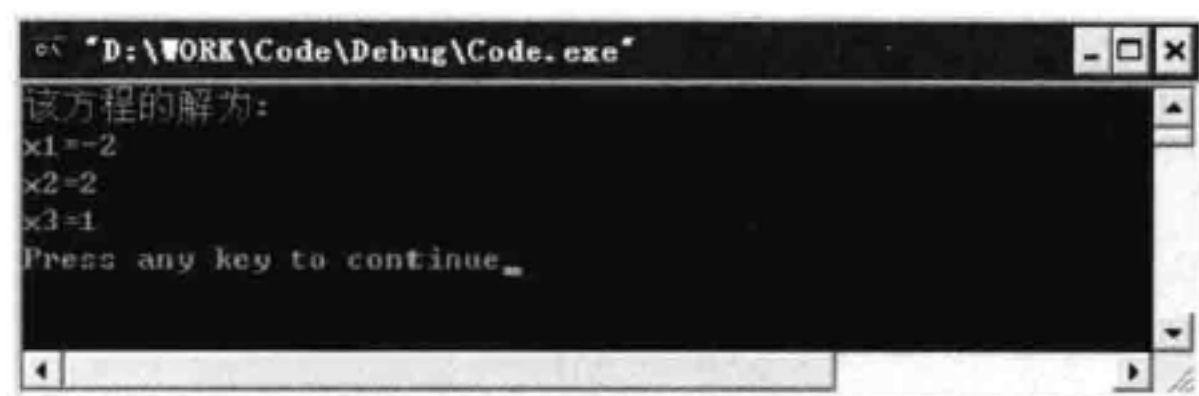 "D:\WORK\Code\Debug\Code.exe"
该方程的解为:
x1=-2
x2=2
x3=1
Press any key to continue_